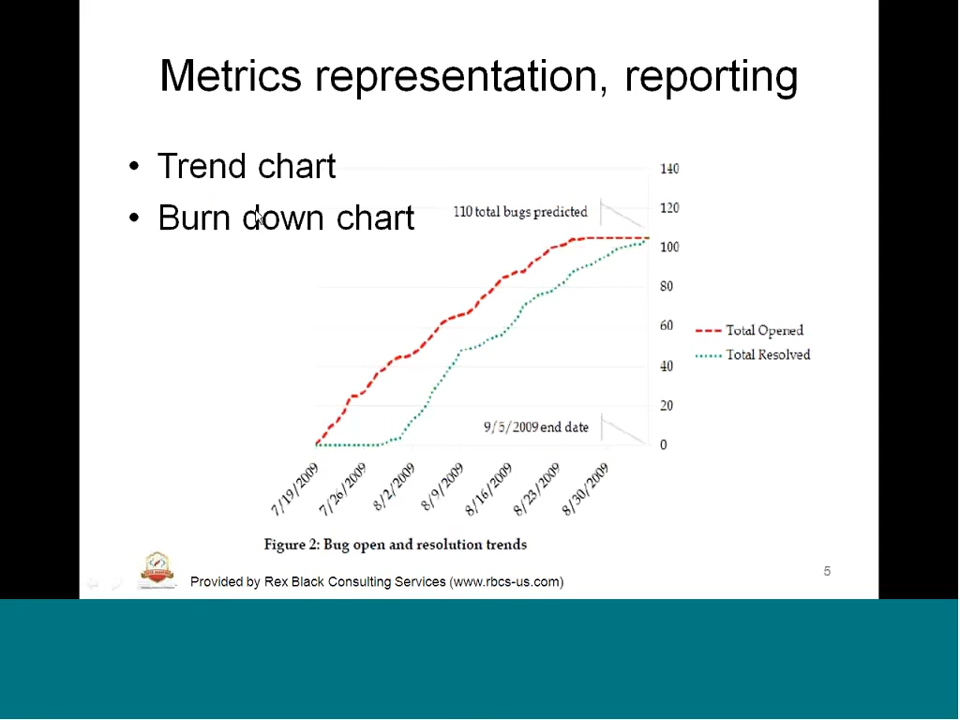 Metrics representation, reporting
• Trend chart
• Burn down chart
110 total bugs predicted
140
120
100
80
60
40
20
0
Total Opened
Total Resolved
9/5/2009 end date
7/19/2009
7/26/2009
8/2/2009
8/9/2009
8/16/2009
8/23/2009
8/30/2009
Figure 2: Bug open and resolution trends
Provided by Rex Black Consulting Services (www.rbcs-us.com)
5